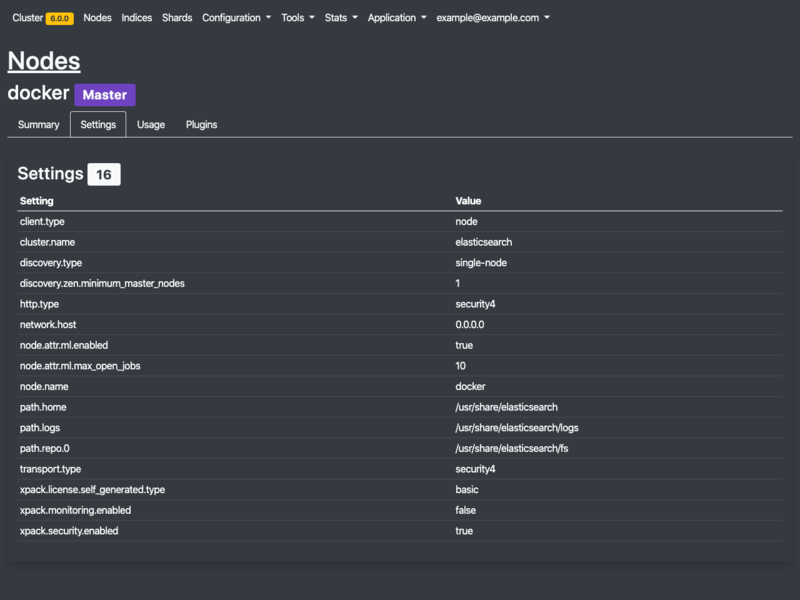 Cluster 6.0.0 Nodes Indices Shards Configuration Tools Stats Application example@example.com
Nodes
docker Master
Summary Settings Usage Plugins
Settings 16
Setting Value
client.type node
cluster.name elasticsearch
discovery.type single-node
discovery.zen.minimum_master_nodes 1
http.type security4
network.host 0.0.0.0
node.attr.ml.enabled true
node.attr.ml.max_open_jobs 10
node.name docker
path.home /usr/share/elasticsearch
path.logs /usr/share/elasticsearch/logs
path.repo.0 /usr/share/elasticsearch/fs
transport.type security4
xpack.license.self_generated.type basic
xpack.monitoring.enabled false
xpack.security.enabled true